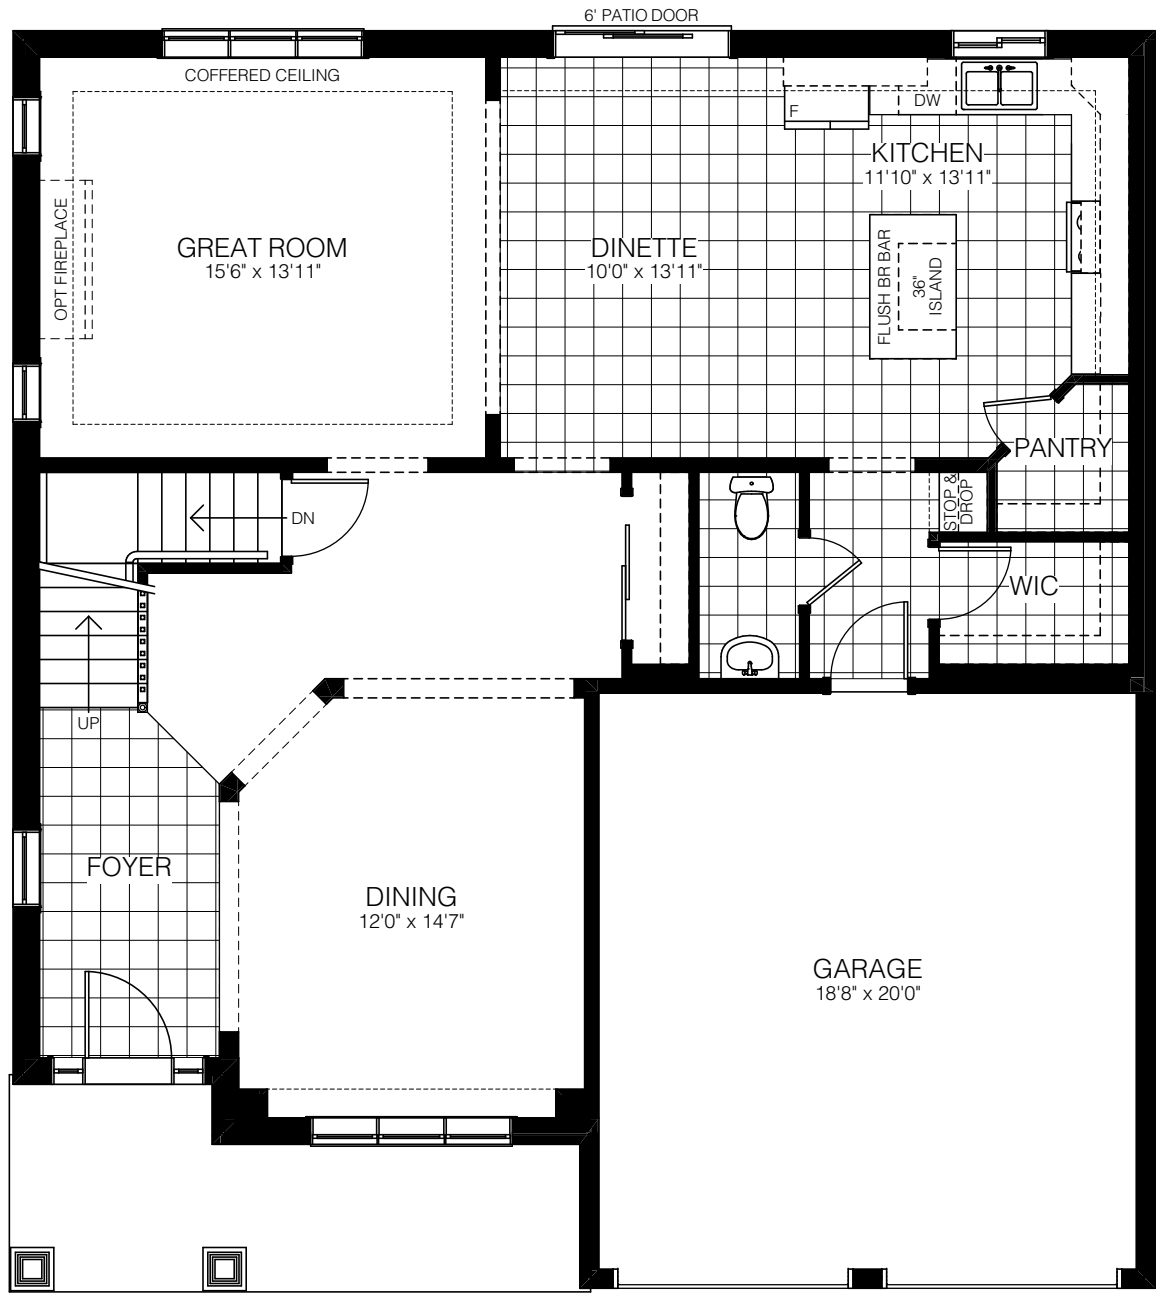 6' PATIO DOOR
COFFERED CEILING
F
DW
KITCHEN
11'10" x 13'11"
OPT FIREPLACE
GREAT ROOM
15'6" x 13'11"
DINETTE
10'0" x 13'11"
FLUSH BR BAR
36"
ISLAND
PANTRY
STOP &
DROP
DN
WIC
UP
FOYER
DINING
12'0" x 14'7"
GARAGE
18'8" x 20'0"